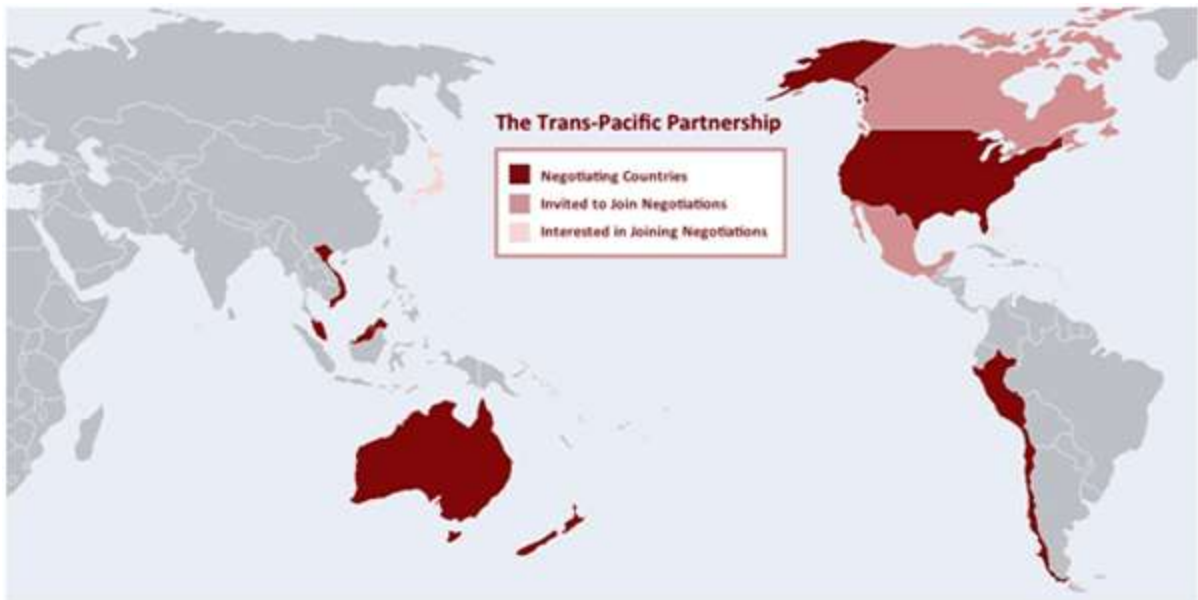 The Trans-Pacific Partnership
Negotiating Countries
Invited to Join Negotiations
Interested in Joining Negotiations